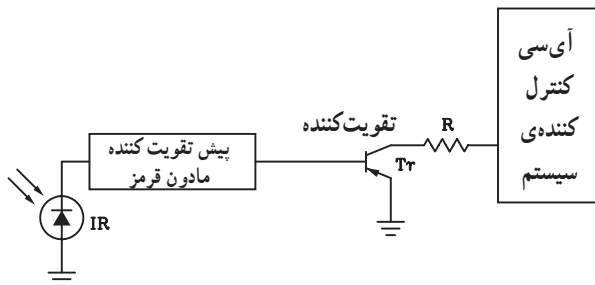 آی‌سی
کنترل
کننده‌ی
سیستم
تقویت‌کننده
R
Tr
پیش تقویت کننده
مادون قرمز
IR